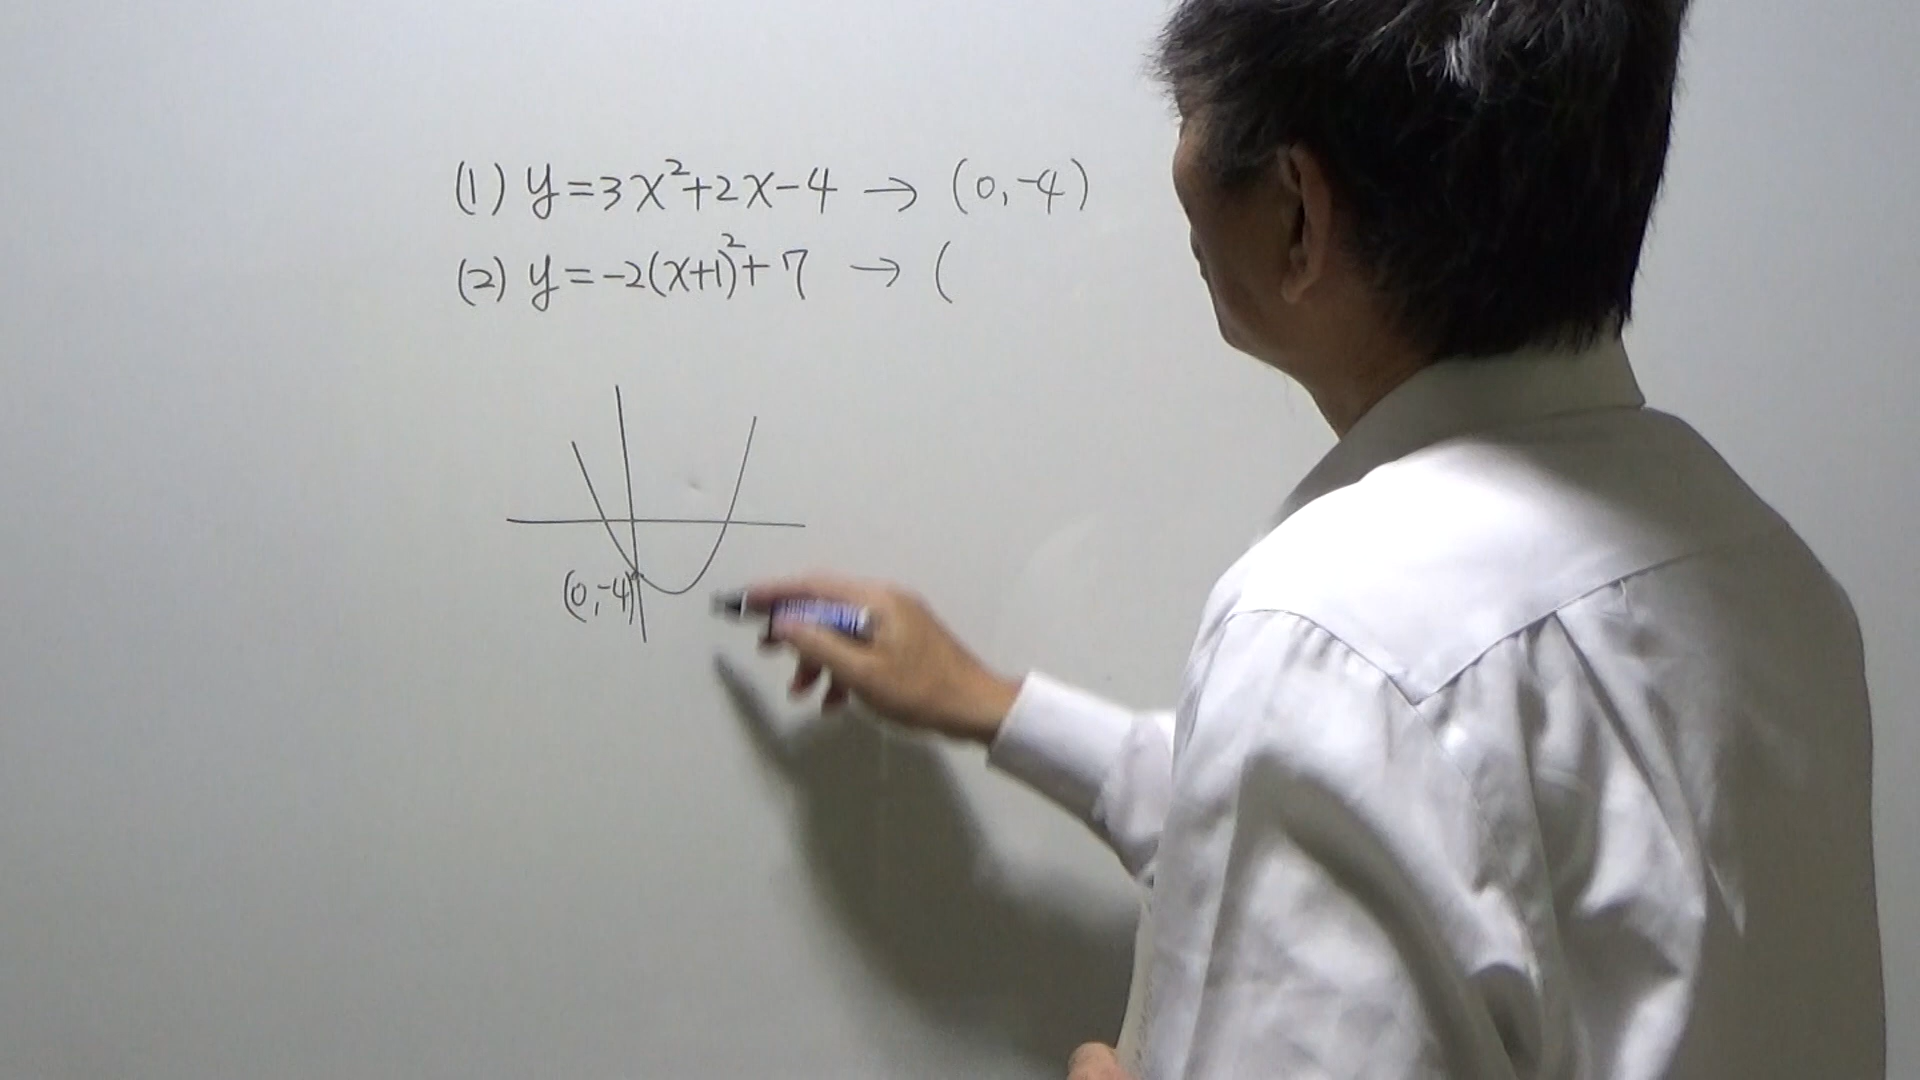 (1) y=3x²+2x-4 → (0,-4)
(2) y=-2(x+1)²+7 → (
(0,-4)